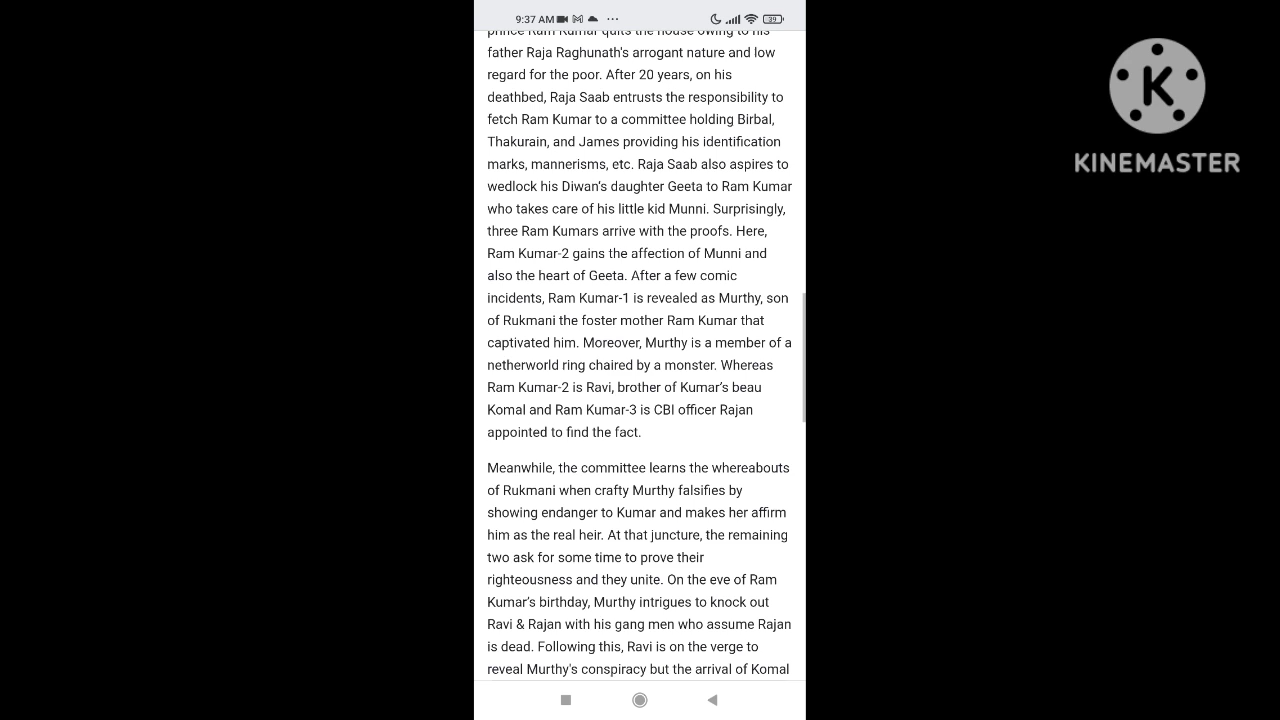 9:37 AM
39
prince Ram Kumar quits the house owing to his
father Raja Raghunath's arrogant nature and low
regard for the poor. After 20 years, on his
deathbed, Raja Saab entrusts the responsibility to
fetch Ram Kumar to a committee holding Birbal,
Thakurain, and James providing his identification
marks, mannerisms, etc. Raja Saab also aspires to
wedlock his Diwan's daughter Geeta to Ram Kumar
who takes care of his little kid Munni. Surprisingly,
three Ram Kumars arrive with the proofs. Here,
Ram Kumar-2 gains the affection of Munni and
also the heart of Geeta. After a few comic
incidents, Ram Kumar-1 is revealed as Murthy, son
of Rukmani the foster mother Ram Kumar that
captivated him. Moreover, Murthy is a member of a
netherworld ring chaired by a monster. Whereas
Ram Kumar-2 is Ravi, brother of Kumar's beau
Komal and Ram Kumar-3 is CBI officer Rajan
appointed to find the fact.
Meanwhile, the committee learns the whereabouts
of Rukmani when crafty Murthy falsifies by
showing endanger to Kumar and makes her affirm
him as the real heir. At that juncture, the remaining
two ask for some time to prove their
righteousness and they unite. On the eve of Ram
Kumar's birthday, Murthy intrigues to knock out
Ravi & Rajan with his gang men who assume Rajan
is dead. Following this, Ravi is on the verge to
reveal Murthy's conspiracy but the arrival of Komal
K
KINEMASTER